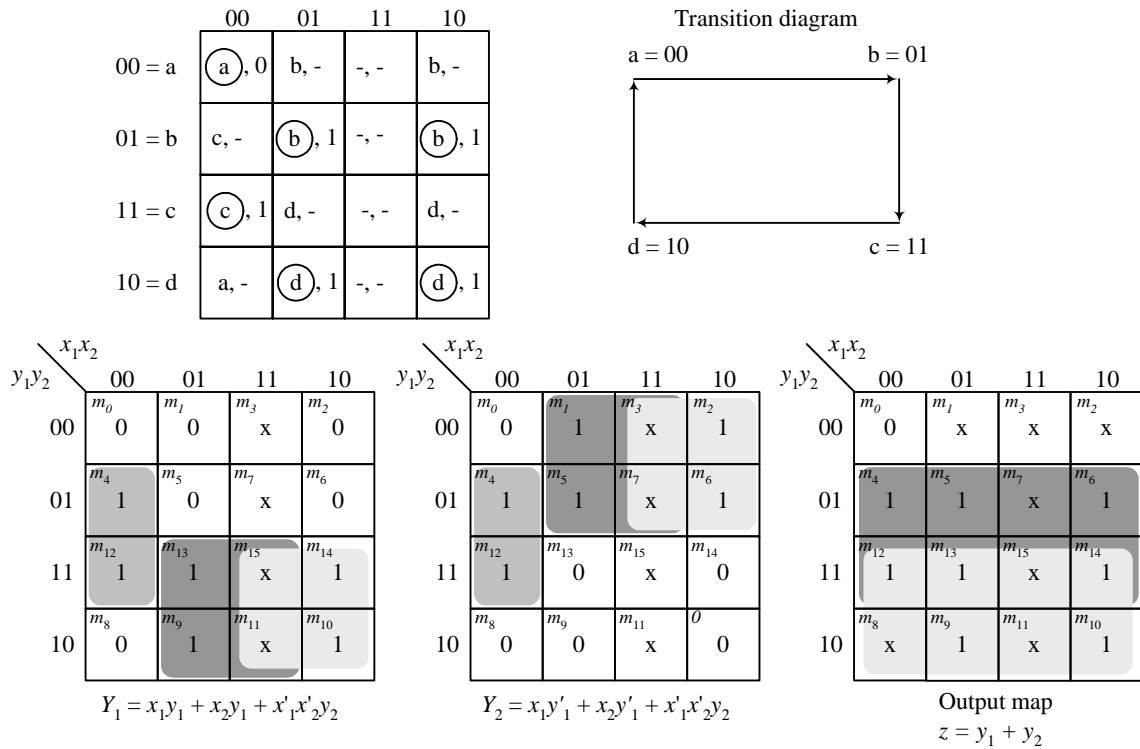 00 01 11 10
Transition diagram
00 = a a, 0 b, - -, - b, -
01 = b c, - b, 1 -, - b, 1
11 = c c, 1 d, - -, - d, -
10 = d a, - d, 1 -, - d, 1
a = 00 b = 01
d = 10 c = 11
x₁x₂
y₁y₂ 00 01 11 10
m₀ m₁ m₃ m₂
00 0 0 x 0
m₄ m₅ m₇ m₆
01 1 0 x 0
m₁₂ m₁₃ m₁₅ m₁₄
11 1 1 x 1
m₈ m₉ m₁₁ m₁₀
10 0 1 x 1
Y₁ = x₁y₁ + x₂y₁ + x'₁x'₂y₂
x₁x₂
y₁y₂ 00 01 11 10
m₀ m₁ m₃ m₂
00 0 1 x 1
m₄ m₅ m₇ m₆
01 1 1 x 1
m₁₂ m₁₃ m₁₅ m₁₄
11 1 0 x 0
m₈ m₉ m₁₁ 0
10 0 0 x 0
Y₂ = x₁y'₁ + x₂y'₁ + x'₁x'₂y₂
x₁x₂
y₁y₂ 00 01 11 10
m₀ m₁ m₃ m₂
00 0 x x x
m₄ m₅ m₇ m₆
01 1 1 x 1
m₁₂ m₁₃ m₁₅ m₁₄
11 1 1 x 1
m₈ m₉ m₁₁ m₁₀
10 x 1 x 1
Output map
z = y₁ + y₂